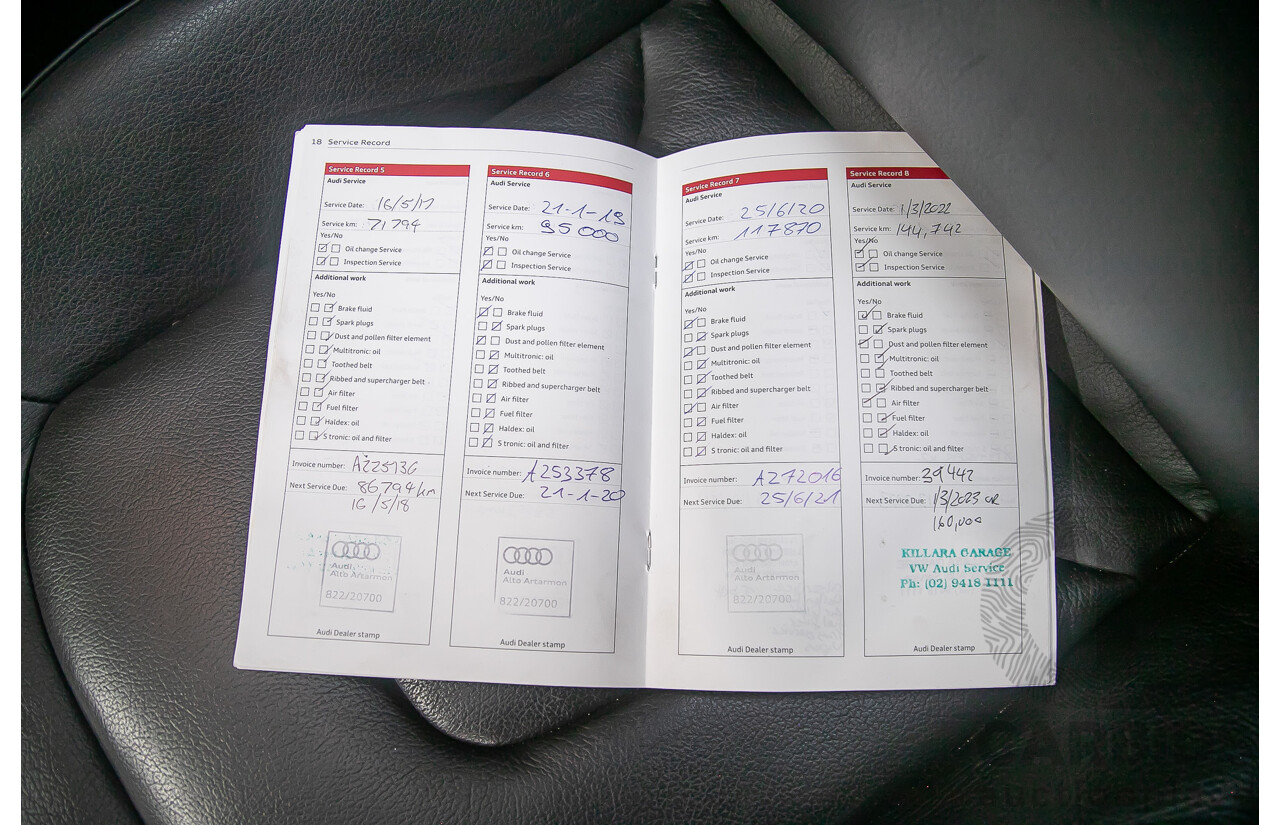 18 Service Record
Service Record 5
Audi Service
Service Date: 16/5/17
Service km: 71794
Yes/No
Oil change Service
Inspection Service
Additional work
Yes/No
Brake fluid
Spark plugs
Dust and pollen filter element
Multitronic: oil
Toothed belt
Ribbed and supercharger belt
Air filter
Fuel filter
Haldex: oil
S tronic: oil and filter
Invoice number: A225136
Next Service Due: 86794km
16/5/18
Audi
Alto Artarmon
822/20700
Audi Dealer stamp
Service Record 6
Audi Service
Service Date: 21-1-19
Service km: 95000
Yes/No
Oil change Service
Inspection Service
Additional work
Yes/No
Brake fluid
Spark plugs
Dust and pollen filter element
Multitronic: oil
Toothed belt
Ribbed and supercharger belt
Air filter
Fuel filter
Haldex: oil
S tronic: oil and filter
Invoice number: A253378
Next Service Due: 21-1-20
Audi
Alto Artarmon
822/20700
Audi Dealer stamp
Service Record 7
Audi Service
Service Date: 25/6/20
Service km: 117870
Yes/No
Oil change Service
Inspection Service
Additional work
Yes/No
Brake fluid
Spark plugs
Dust and pollen filter element
Multitronic: oil
Toothed belt
Ribbed and supercharger belt
Air filter
Fuel filter
Haldex: oil
S tronic: oil and filter
Invoice number: A272016
Next Service Due: 25/6/21
Audi
Alto Artarmon
822/20700
Audi Dealer stamp
Service Record 8
Audi Service
Service Date: 1/3/2022
Service km: 144,742
Yes/No
Oil change Service
Inspection Service
Additional work
Yes/No
Brake fluid
Spark plugs
Dust and pollen filter element
Multitronic: oil
Toothed belt
Ribbed and supercharger belt
Air filter
Fuel filter
Haldex: oil
S tronic: oil and filter
Invoice number: 39442
Next Service Due: 1/3/2023 OR
160,000
KILLARA GARAGE
VW Audi Service
Ph: (02) 9418 1111
Audi Dealer stamp